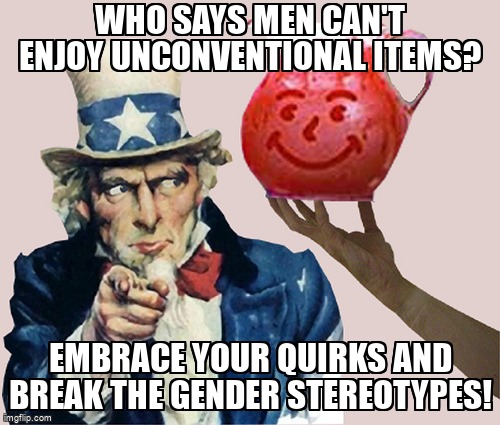 WHO SAYS MEN CAN'T
ENJOY UNCONVENTIONAL ITEMS?
EMBRACE YOUR QUIRKS AND
BREAK THE GENDER STEREOTYPES!
imgflip.com